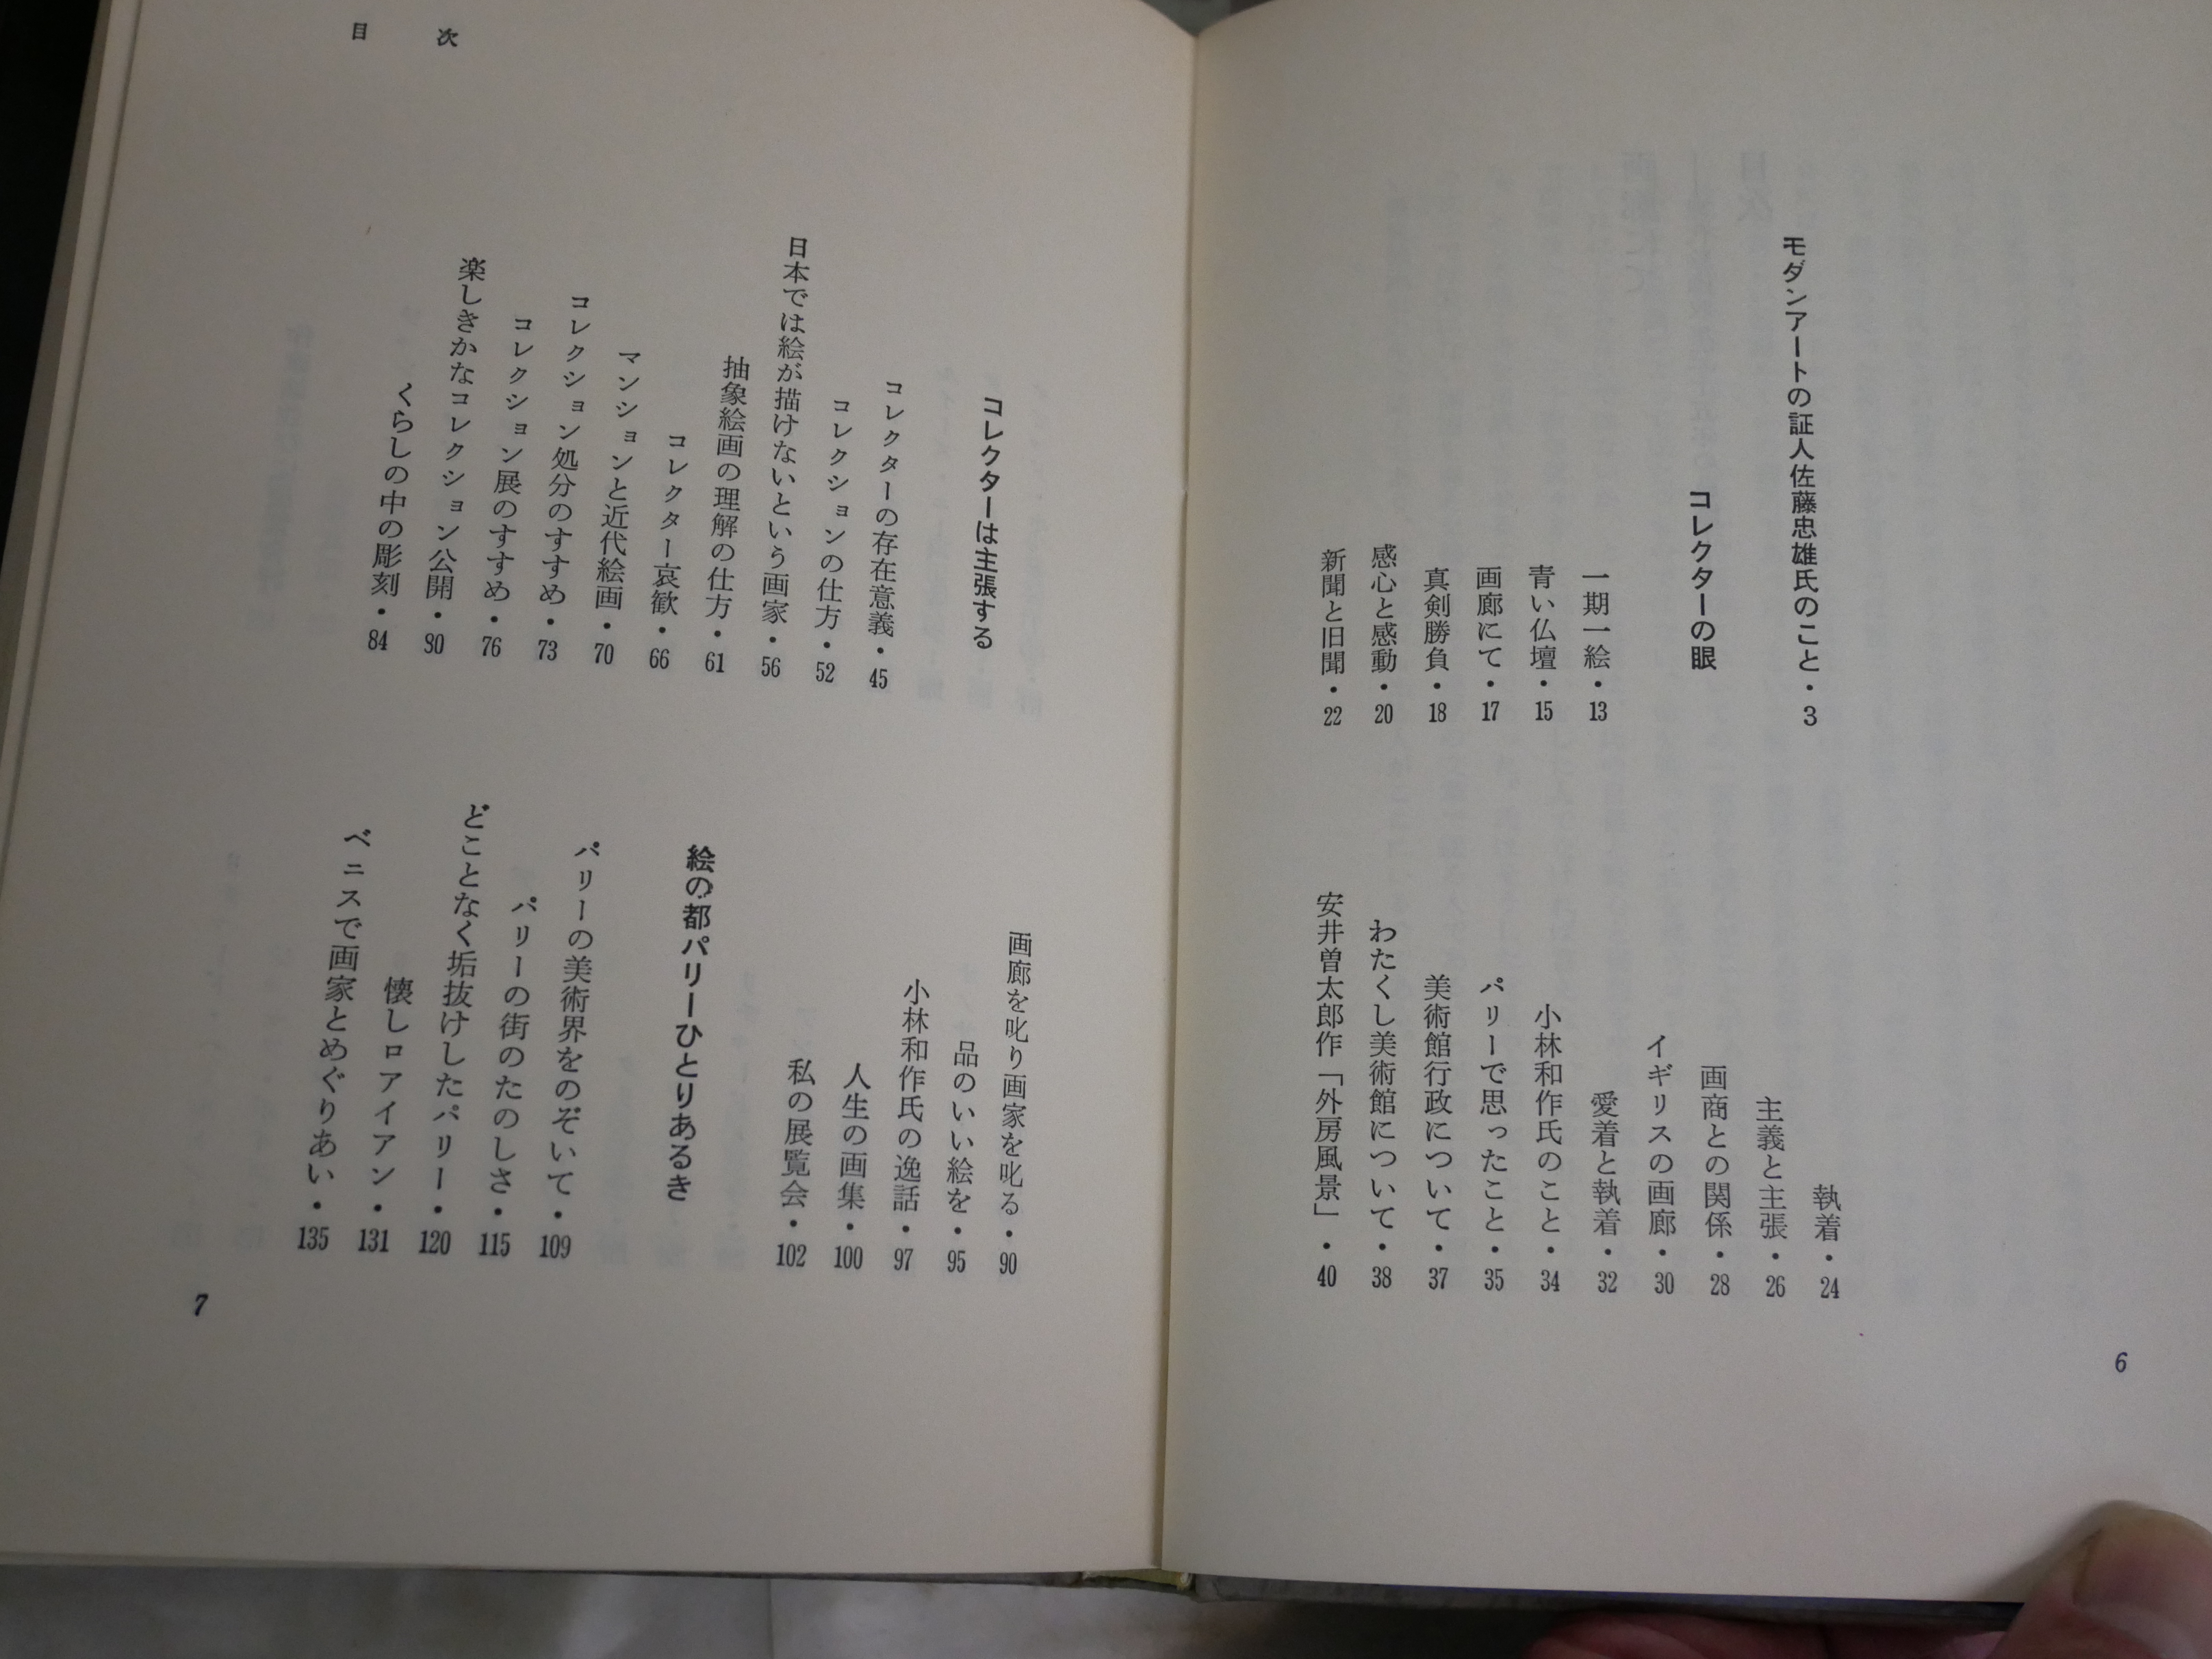 モダンアートの証人佐藤忠雄氏のこと・3
コレクターの眼
一期一絵・13
青い仏壇・15
画廊にて・17
真剣勝負・18
感心と感動・20
新聞と旧聞・22
執着・24
主義と主張・26
画商との関係・28
イギリスの画廊・30
愛着と執着・32
小林和作氏のこと・34
パリーで思ったこと・35
美術館行政について・37
わたくし美術館について・38
安井曽太郎作「外房風景」・40
6
目次
コレクターは主張する
コレクターの存在意義・45
コレクションの仕方・52
日本では絵が描けないという画家・56
抽象絵画の理解の仕方・61
コレクター哀歓・66
マンションと近代絵画・70
コレクション処分のすすめ・73
コレクション展のすすめ・76
楽しきかなコレクション公開・80
くらしの中の彫刻・84
画廊を叱り画家を叱る・90
品のいい絵を・95
小林和作氏の逸話・97
人生の画集・100
私の展覧会・102
絵の都パリーひとりあるき
パリーの美術界をのぞいて・109
パリーの街のたのしさ・115
どことなく垢抜けしたパリー・120
懐しロアイアン・131
ベニスで画家とめぐりあい・135
7